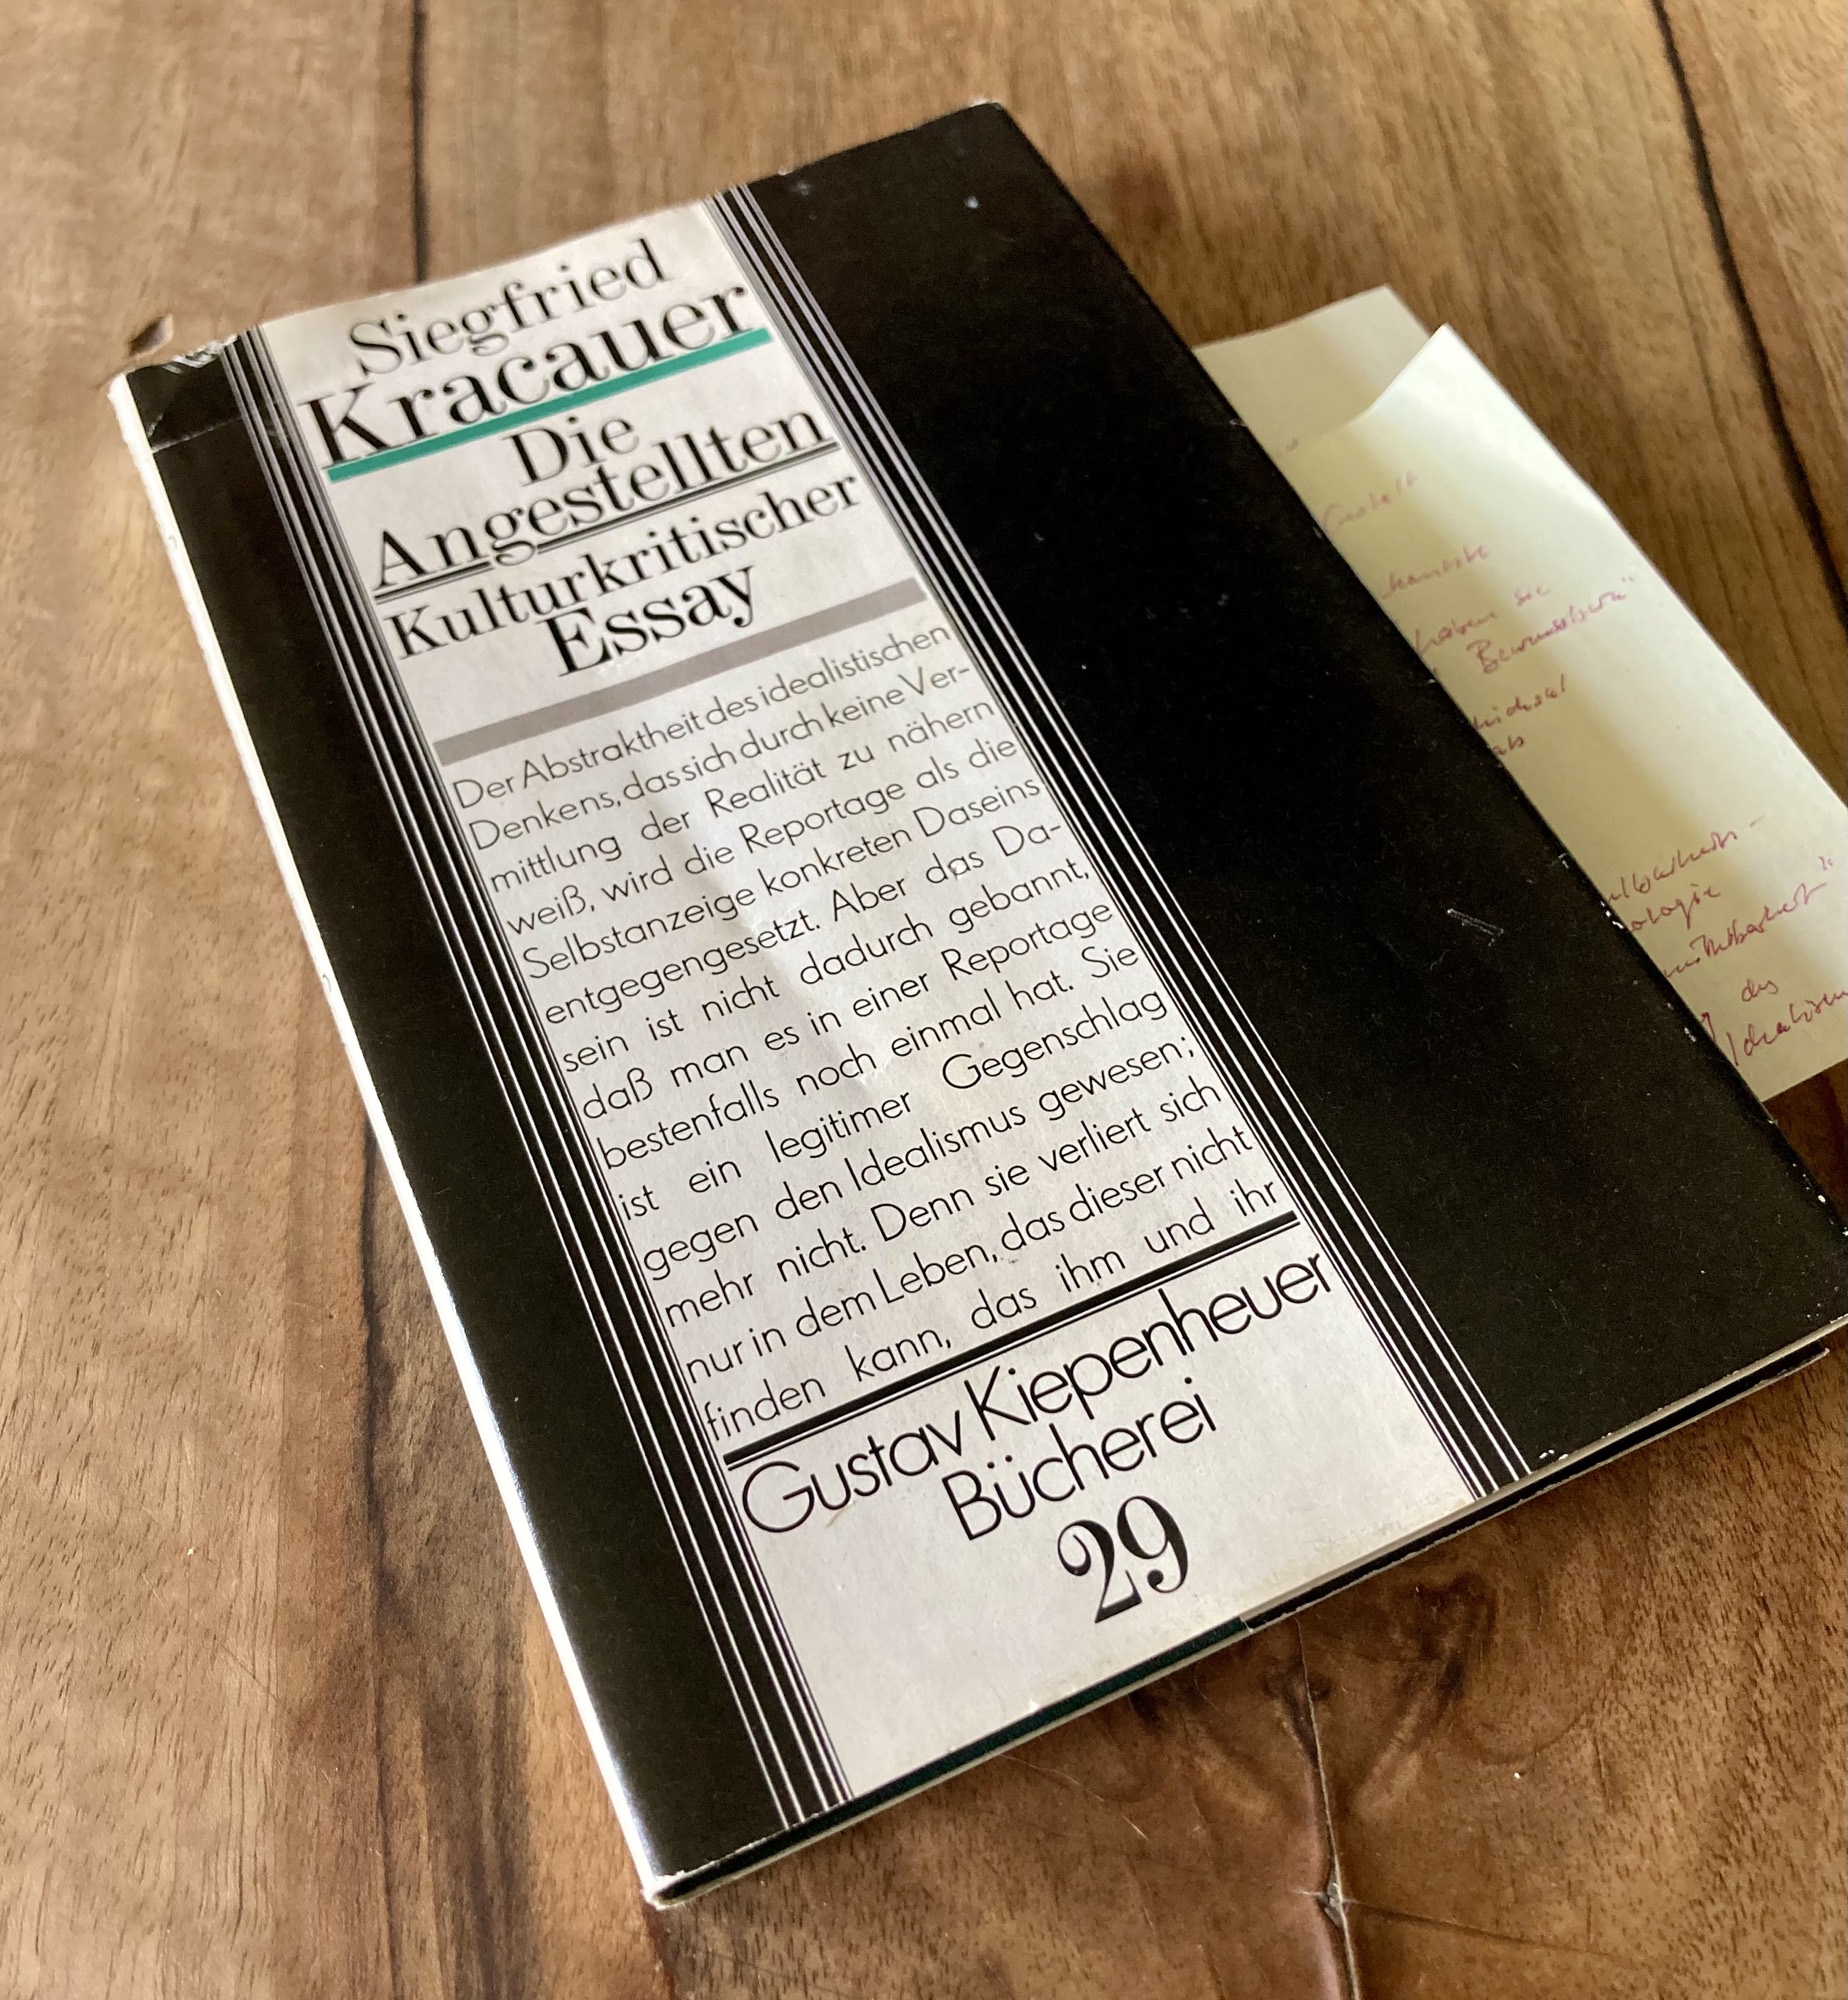 Siegfried
Kracauer
Die
Angestellten
Kulturkritischer
Essay
Der Abstraktheit des idealistischen
Denkens, das sich durch keine Ver-
mittlung der Realität zu nähern
weiß, wird die Reportage als die
Selbstanzeige konkreten Daseins
entgegengesetzt. Aber das Da-
sein ist nicht dadurch gebannt,
daß man es in einer Reportage
bestenfalls noch einmal hat. Sie
ist ein legitimer Gegenschlag
gegen den Idealismus gewesen;
mehr nicht. Denn sie verliert sich
nur in dem Leben, das dieser nicht
finden kann, das ihm und ihr
Gustav Kiepenheuer
Bücherei
29
haben sie
Bewusstsein"
des